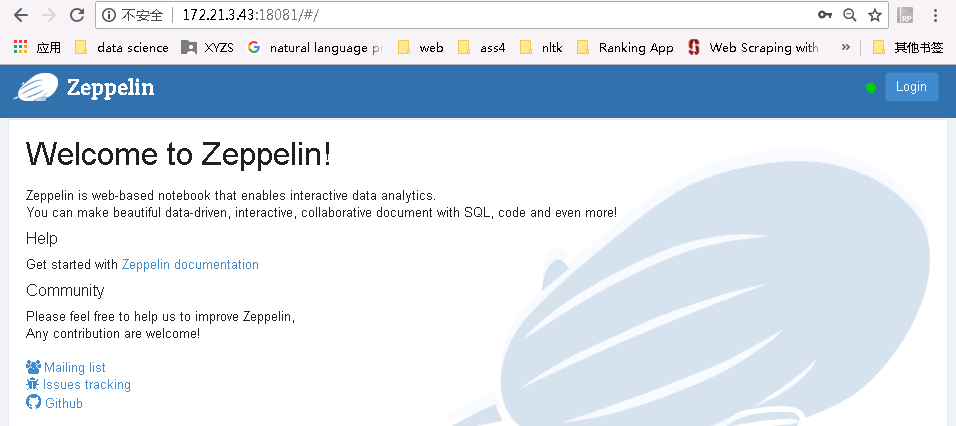 不安全 172.21.3.43:18081/#/
RP
应用 data science XYZS natural language pr web ass4 nltk Ranking App Web Scraping with » 其他书签
Zeppelin Login
Welcome to Zeppelin!
Zeppelin is web-based notebook that enables interactive data analytics.
You can make beautiful data-driven, interactive, collaborative document with SQL, code and even more!
Help
Get started with Zeppelin documentation
Community
Please feel free to help us to improve Zeppelin,
Any contribution are welcome!
Mailing list
Issues tracking
Github